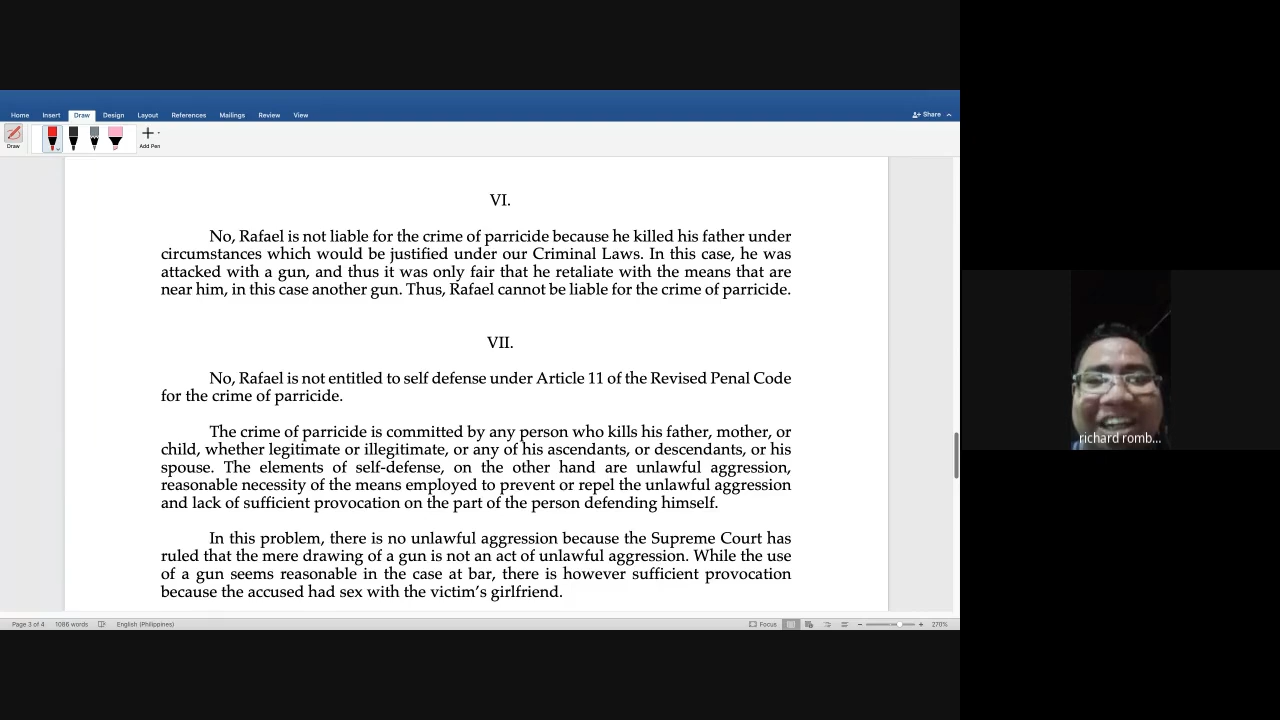 Home Insert Draw Design Layout References Mailings Review View Share
Draw Add Pen
VI.
No, Rafael is not liable for the crime of parricide because he killed his father under
circumstances which would be justified under our Criminal Laws. In this case, he was
attacked with a gun, and thus it was only fair that he retaliate with the means that are
near him, in this case another gun. Thus, Rafael cannot be liable for the crime of parricide.
VII.
No, Rafael is not entitled to self defense under Article 11 of the Revised Penal Code
for the crime of parricide.
The crime of parricide is committed by any person who kills his father, mother, or
child, whether legitimate or illegitimate, or any of his ascendants, or descendants, or his
spouse. The elements of self-defense, on the other hand are unlawful aggression,
reasonable necessity of the means employed to prevent or repel the unlawful aggression
and lack of sufficient provocation on the part of the person defending himself.
In this problem, there is no unlawful aggression because the Supreme Court has
ruled that the mere drawing of a gun is not an act of unlawful aggression. While the use
of a gun seems reasonable in the case at bar, there is however sufficient provocation
because the accused had sex with the victim's girlfriend.
Page 3 of 4 1086 words English (Philippines) Focus 270%
richard romb...